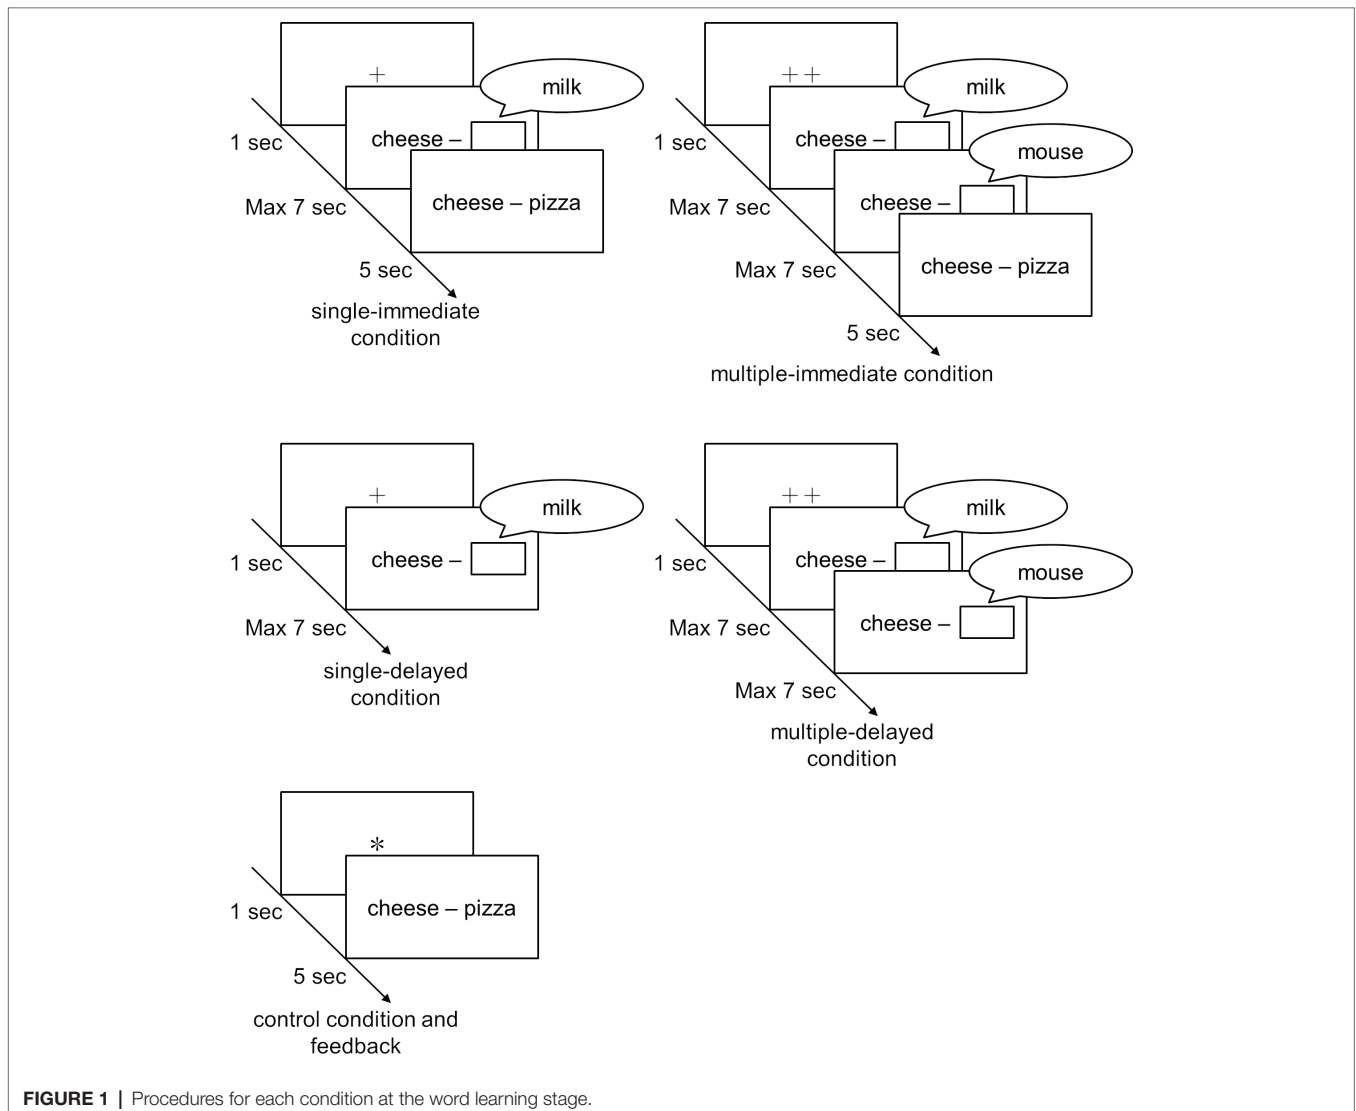 +
milk
1 sec
cheese –
Max 7 sec
cheese – pizza
5 sec
single-immediate
condition
+ +
milk
1 sec
cheese –
mouse
Max 7 sec
cheese –
Max 7 sec
cheese – pizza
5 sec
multiple-immediate condition
+
milk
1 sec
cheese –
Max 7 sec
single-delayed
condition
+ +
milk
1 sec
cheese –
mouse
Max 7 sec
cheese –
Max 7 sec
multiple-delayed
condition
*
1 sec
cheese – pizza
5 sec
control condition and
feedback
FIGURE 1 | Procedures for each condition at the word learning stage.